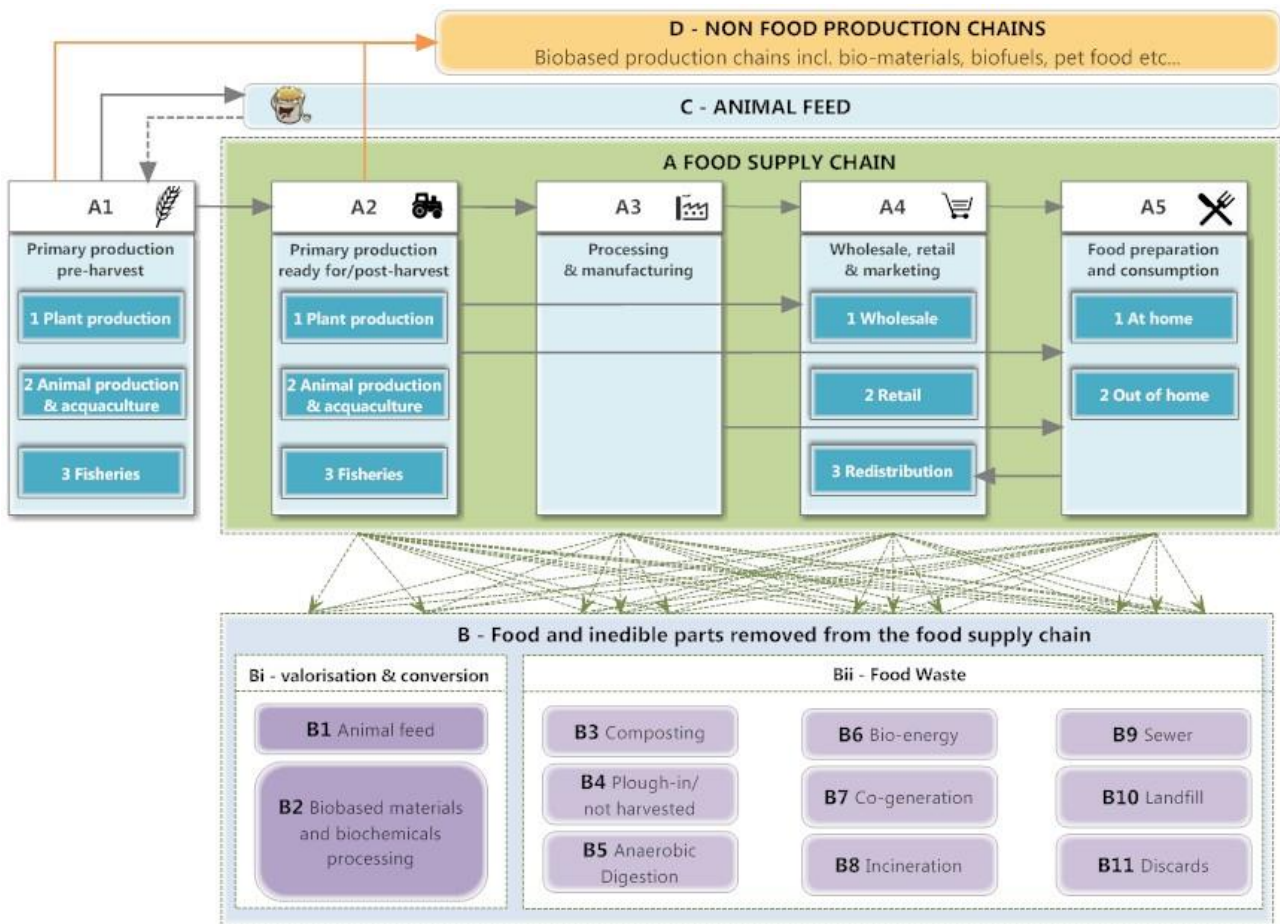 D - NON FOOD PRODUCTION CHAINS
Biobased production chains incl. bio-materials, biofuels, pet food etc...
C - ANIMAL FEED
A FOOD SUPPLY CHAIN
A1
Primary production
pre-harvest
1 Plant production
2 Animal production
& acquaculture
3 Fisheries
A2
Primary production
ready for/post-harvest
1 Plant production
2 Animal production
& acquaculture
3 Fisheries
A3
Processing
& manufacturing
A4
Wholesale, retail
& marketing
1 Wholesale
2 Retail
3 Redistribution
A5
Food preparation
and consumption
1 At home
2 Out of home
B - Food and inedible parts removed from the food supply chain
Bi - valorisation & conversion
B1 Animal feed
B2 Biobased materials
and biochemicals
processing
Bii - Food Waste
B3 Composting
B4 Plough-in/
not harvested
B5 Anaerobic
Digestion
B6 Bio-energy
B7 Co-generation
B8 Incineration
B9 Sewer
B10 Landfill
B11 Discards